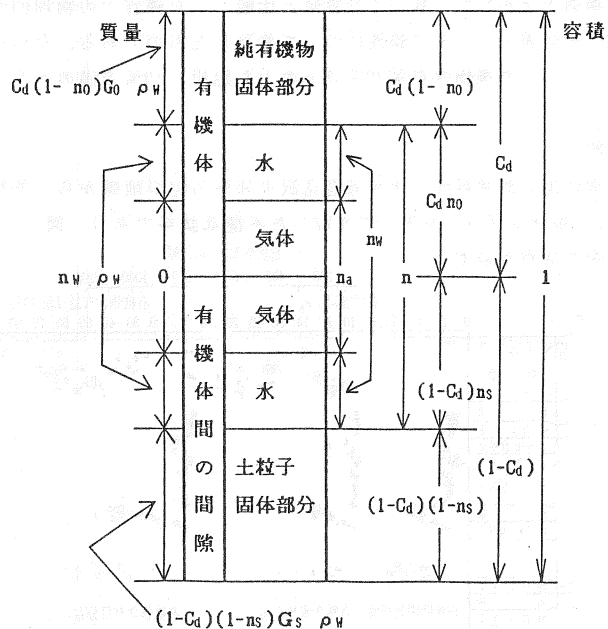 質量
容積
純有機物
固体部分
Cd(1- n0)G0 ρW
Cd(1-n0)
有機体
水
Cd
Cd n0
気体
nW
nW ρW
0
na
n
1
有機体間の間隙
気体
水
(1-Cd)nS
土粒子
固体部分
(1-Cd)
(1-Cd)(1-nS)
(1-Cd)(1-nS)GS ρW